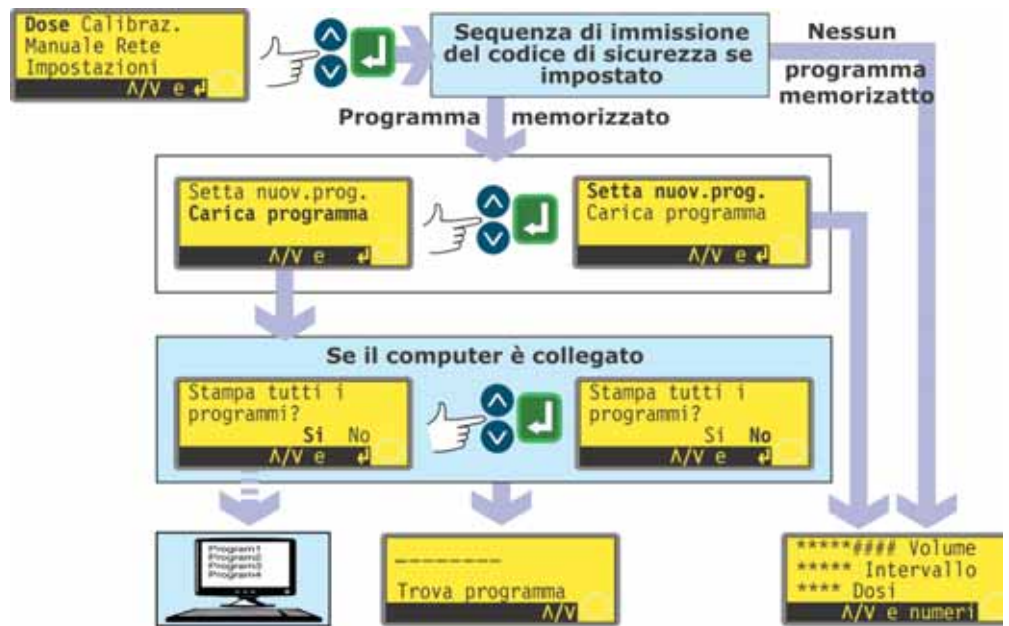 Dose Calibraz.
Manuale Rete
Impostazioni
Λ/V e ↲
Sequenza di immissione
del codice di sicurezza se
impostato
Nessun
programma
memorizatto
Programma memorizzato
Setta nuov.prog.
Carica programma
Λ/V e ↲
Setta nuov.prog.
Carica programma
Λ/V e ↲
Se il computer è collegato
Stampa tutti i
programmi?
Si No
Λ/V e ↲
Stampa tutti i
programmi?
Si No
Λ/V e ↲
Program1
Program2
Program3
Program4
--------
Trova programma
Λ/V
*****#### Volume
***** Intervallo
**** Dosi
Λ/V e numeri